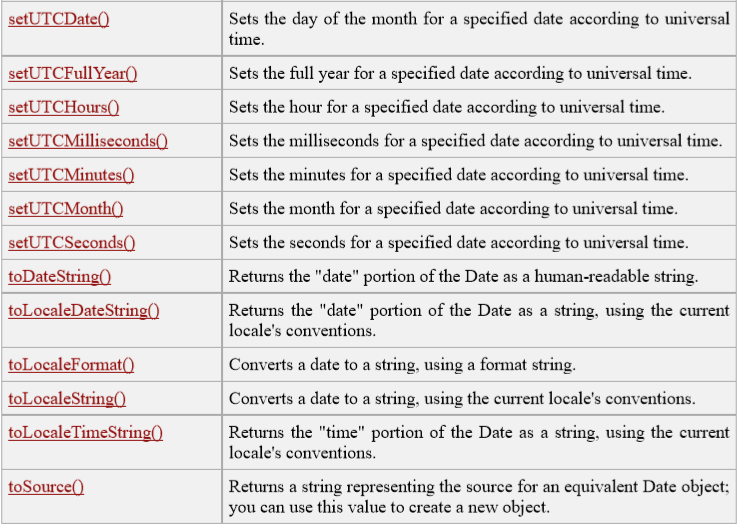 setUTCDate() Sets the day of the month for a specified date according to universal
time.
setUTCFullYear() Sets the full year for a specified date according to universal time.
setUTCHours() Sets the hour for a specified date according to universal time.
setUTCMilliseconds() Sets the milliseconds for a specified date according to universal time.
setUTCMinutes() Sets the minutes for a specified date according to universal time.
setUTCMonth() Sets the month for a specified date according to universal time.
setUTCSeconds() Sets the seconds for a specified date according to universal time.
toDateString() Returns the "date" portion of the Date as a human-readable string.
toLocaleDateString() Returns the "date" portion of the Date as a string, using the current
locale's conventions.
toLocaleFormat() Converts a date to a string, using a format string.
toLocaleString() Converts a date to a string, using the current locale's conventions.
toLocaleTimeString() Returns the "time" portion of the Date as a string, using the current
locale's conventions.
toSource() Returns a string representing the source for an equivalent Date object;
you can use this value to create a new object.